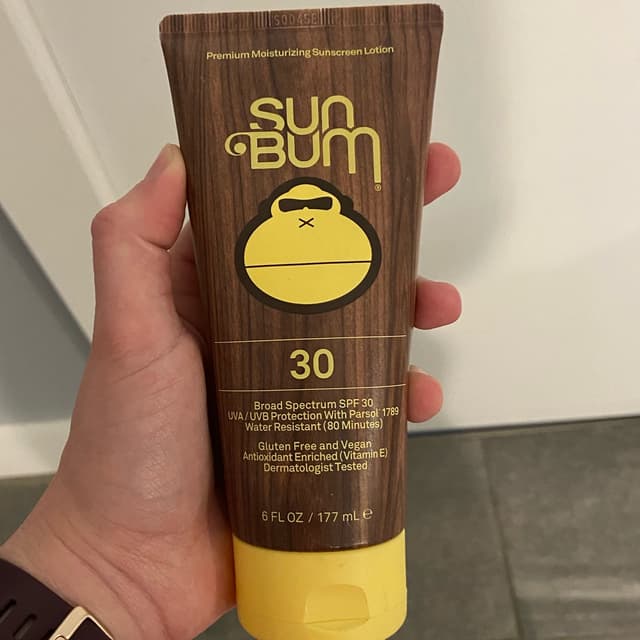 Premium Moisturizing Sunscreen Lotion
SUN
BUM®
30
Broad Spectrum SPF 30
UVA/UVB Protection With Parsol® 1789
Water Resistant (80 Minutes)
Gluten Free and Vegan
Antioxidant Enriched (Vitamin E)
Dermatologist Tested
6 FL OZ / 177 mL ℮